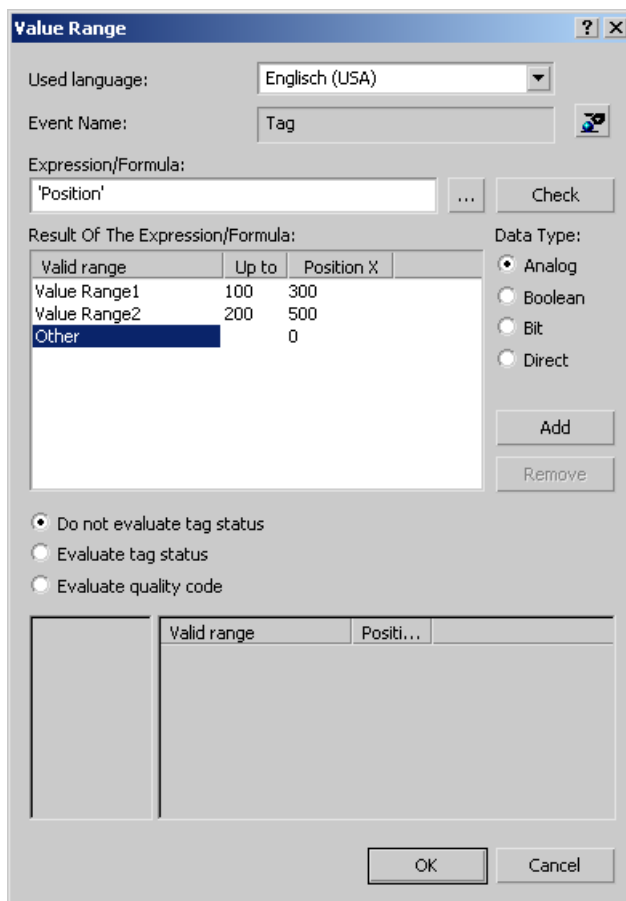 Value Range
Used language: Englisch (USA)
Event Name: Tag
Expression/Formula:
'Position' ... Check
Result Of The Expression/Formula: Data Type:
Valid range Up to Position X
Value Range1 100 300
Value Range2 200 500
Other 0
Analog
Boolean
Bit
Direct
Add
Remove
Do not evaluate tag status
Evaluate tag status
Evaluate quality code
Valid range Positi...
OK Cancel